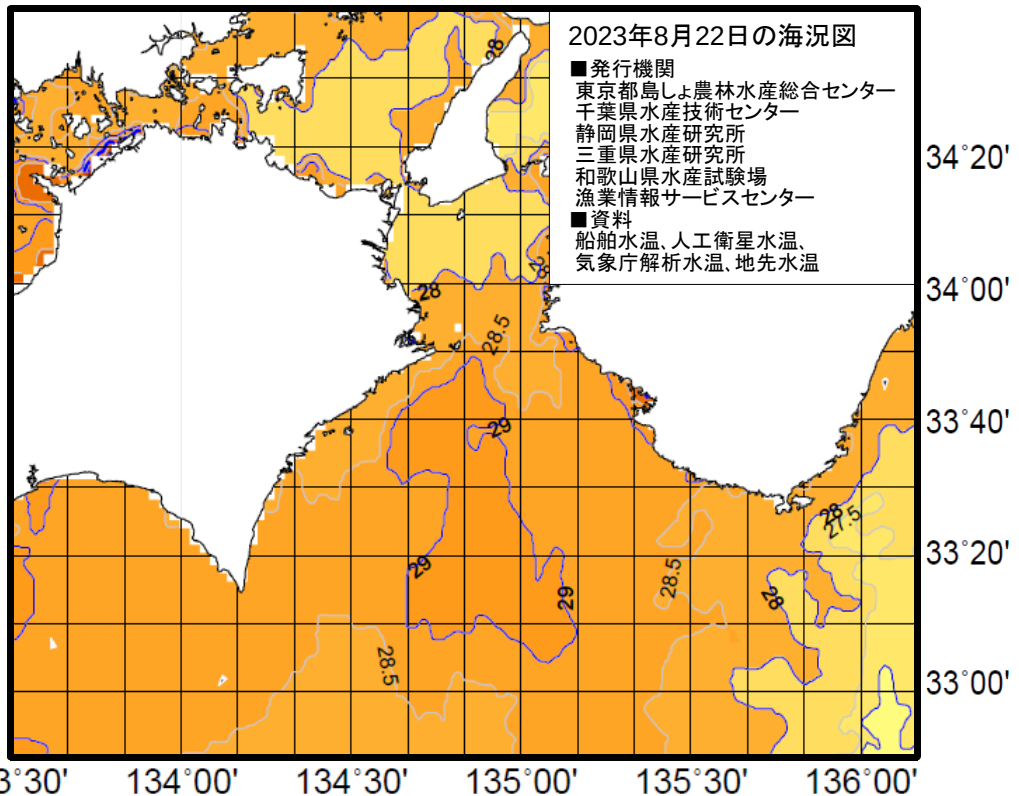 2023年8月22日の海況図
■発行機関
東京都島しょ農林水産総合センター
千葉県水産技術センター
静岡県水産研究所
三重県水産研究所
和歌山県水産試験場
漁業情報サービスセンター
■資料
船舶水温、人工衛星水温、
気象庁解析水温、地先水温
28
34°20'
28
34°00'
28
28.5
33°40'
29
28
27.5
33°20'
29
28.5
28
29
28.5
33°00'
3°30'
134°00'
134°30'
135°00'
135°30'
136°00'